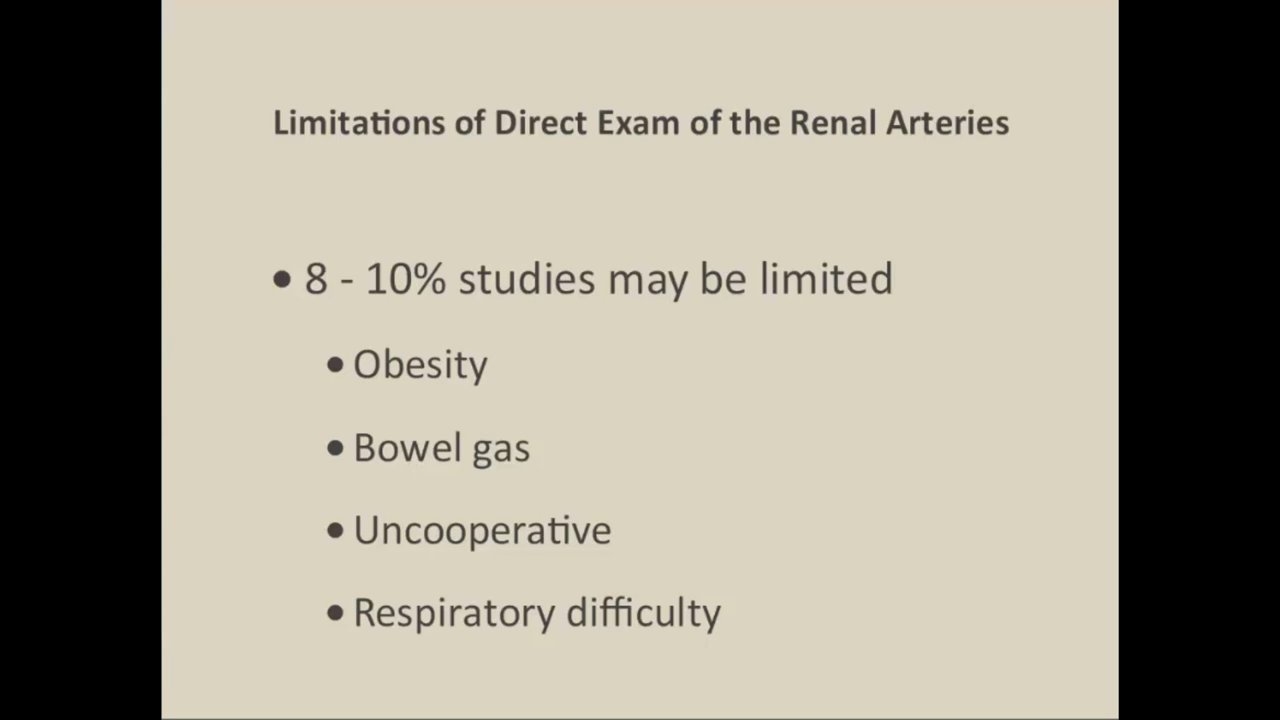 Limitations of Direct Exam of the Renal Arteries
• 8 - 10% studies may be limited
• Obesity
• Bowel gas
• Uncooperative
• Respiratory difficulty